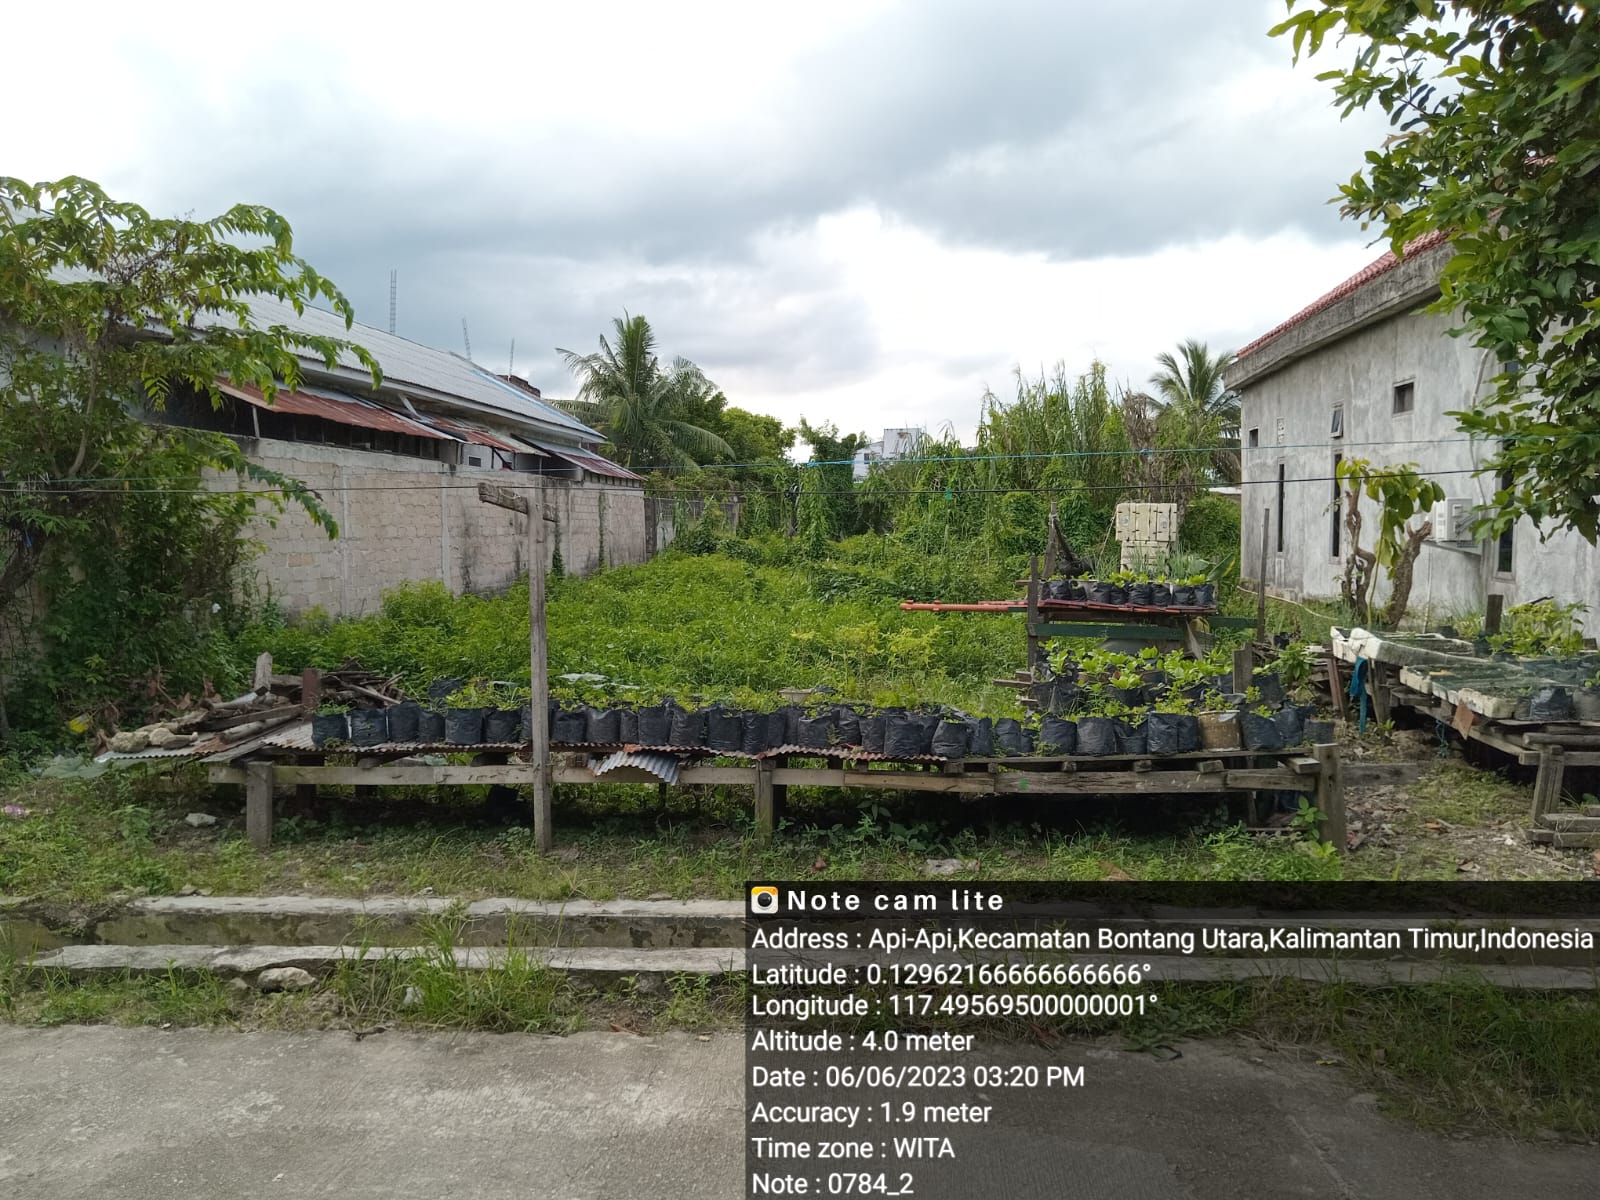 Note cam lite
Address : Api-Api,Kecamatan Bontang Utara,Kalimantan Timur,Indonesia
Latitude : 0.12962166666666666°
Longitude : 117.49569500000001°
Altitude : 4.0 meter
Date : 06/06/2023 03:20 PM
Accuracy : 1.9 meter
Time zone : WITA
Note : 0784_2